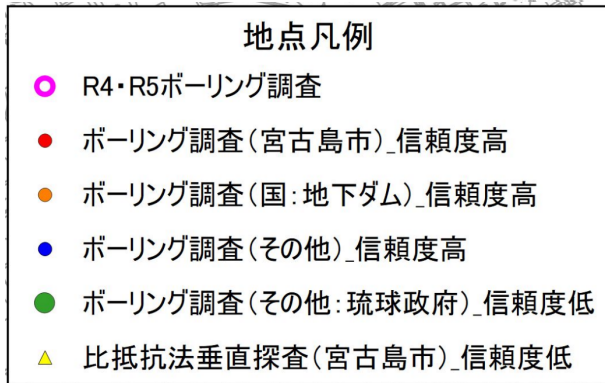 地点凡例
R4・R5ボーリング調査
ボーリング調査(宮古島市)_信頼度高
ボーリング調査(国:地下ダム)_信頼度高
ボーリング調査(その他)_信頼度高
ボーリング調査(その他:琉球政府)_信頼度低
比抵抗法垂直探査(宮古島市)_信頼度低